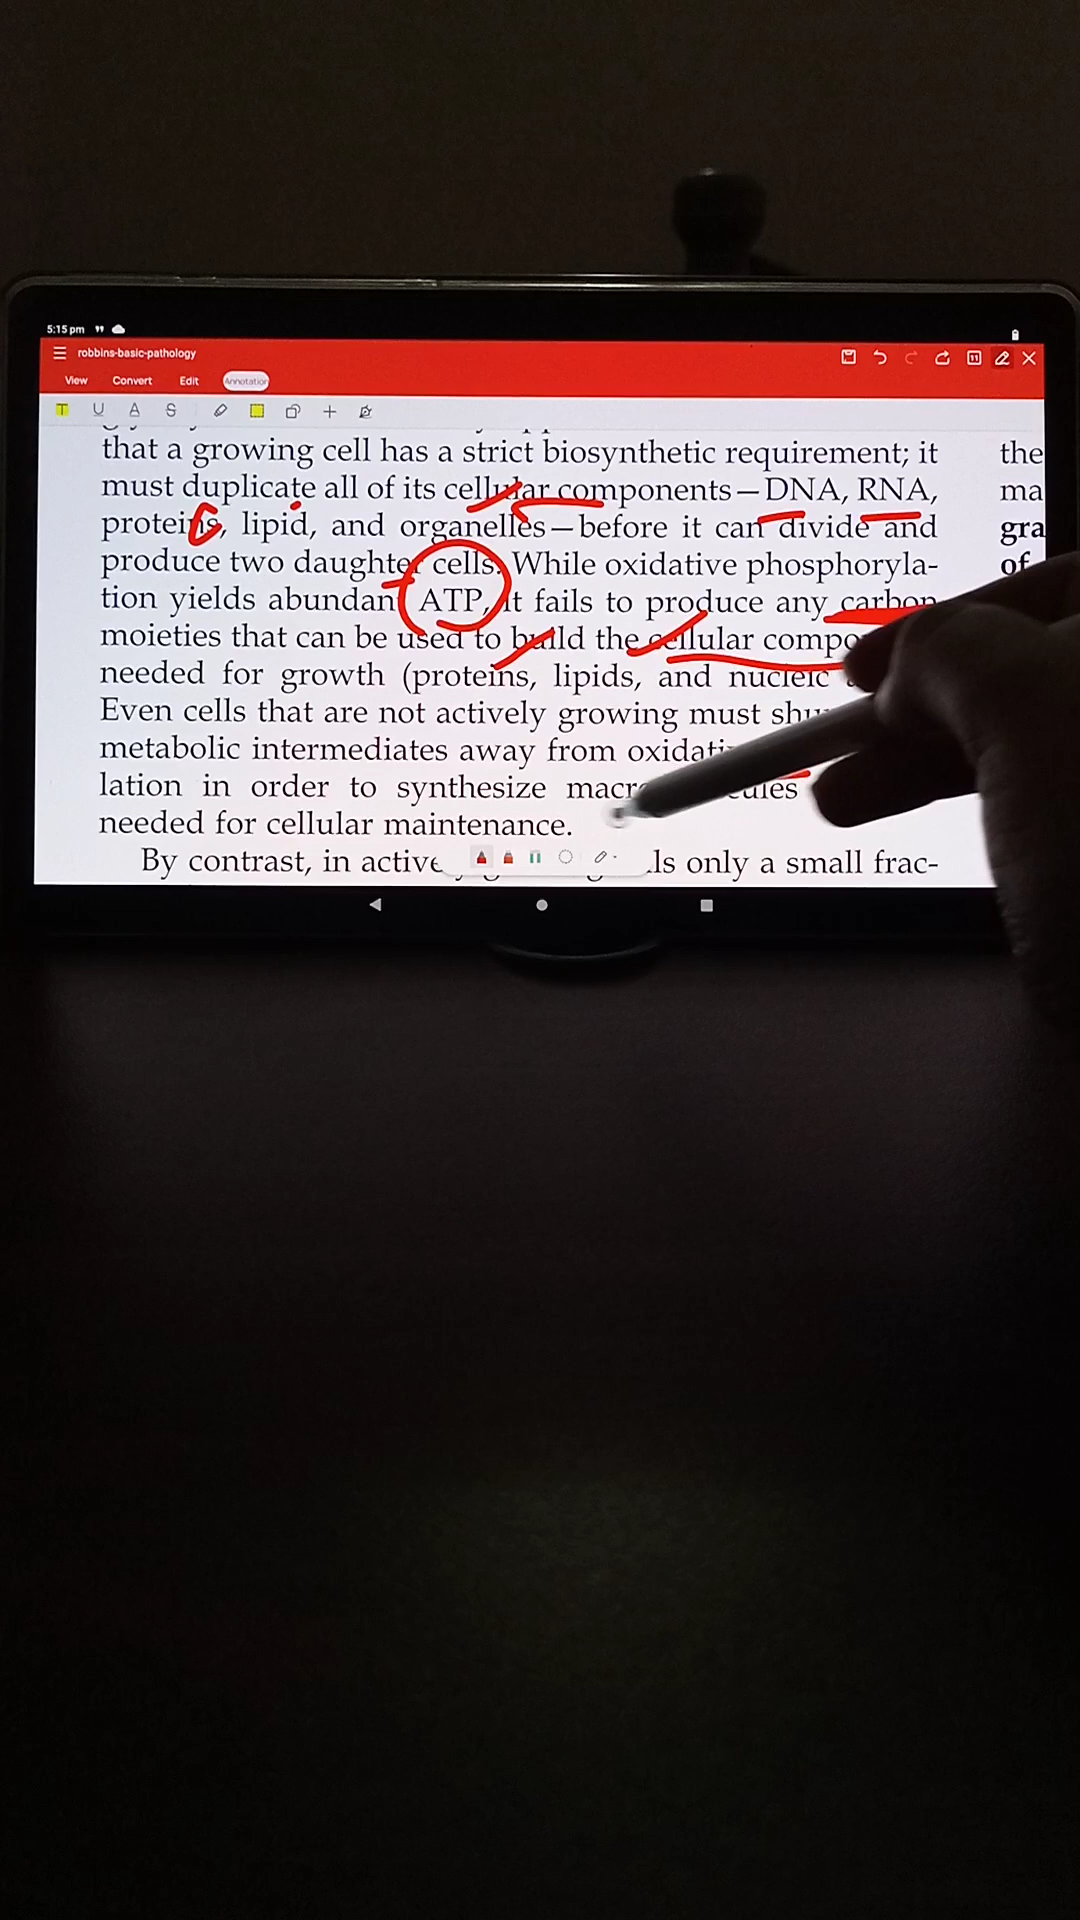 5:15 pm
robbins-basic-pathology
View Convert Edit Annotation
T U A S
that a growing cell has a strict biosynthetic requirement; it
must duplicate all of its cellular components—DNA, RNA,
proteins, lipid, and organelles—before it can divide and
produce two daughter cells. While oxidative phosphoryla-
tion yields abundant ATP, it fails to produce any carbon
moieties that can be used to build the cellular compo
needed for growth (proteins, lipids, and nucleic
Even cells that are not actively growing must shu
metabolic intermediates away from oxidati
lation in order to synthesize macr cules
needed for cellular maintenance.
By contrast, in active ls only a small frac-
the
ma
gra
of